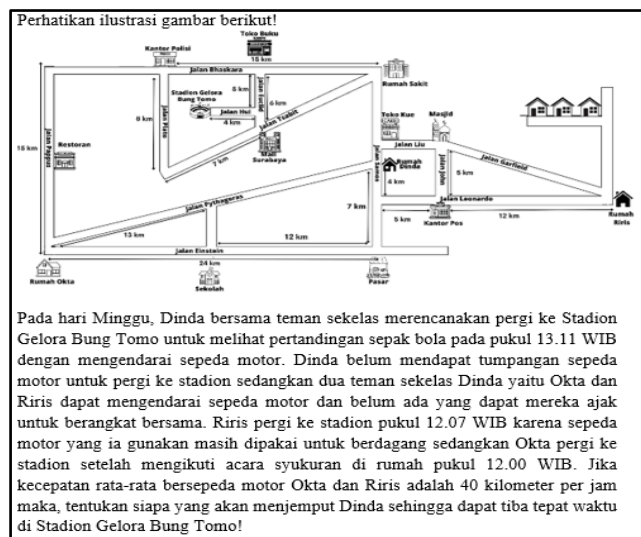 Perhatikan ilustrasi gambar berikut!
Toko Buku
Kantor Polisi
15 km
Jalan Bhaskara
Rumah Sakit
Stadion Gelora
Bung Tomo
5 km
6 km
Jalan Euclid
Jalan Hui
4 km
Jalan Tsabit
8 km
Jalan Plato
Mall
Surabaya
7 km
15 km
Jalan Pappus
Restoran
Toko Kue
Masjid
Jalan Liu
Rumah
Dinda
Jalan Garfield
4 km
5 km
Jalan John
Jalan James
Jalan Leonardo
5 km
12 km
Kantor Pos
Rumah
Riris
Jalan Pythagoras
7 km
13 km
12 km
Jalan Einstein
24 km
Rumah Okta
Sekolah
Pasar
Pada hari Minggu, Dinda bersama teman sekelas merencanakan pergi ke Stadion
Gelora Bung Tomo untuk melihat pertandingan sepak bola pada pukul 13.11 WIB
dengan mengendarai sepeda motor. Dinda belum mendapat tumpangan sepeda
motor untuk pergi ke stadion sedangkan dua teman sekelas Dinda yaitu Okta dan
Riris dapat mengendarai sepeda motor dan belum ada yang dapat mereka ajak
untuk berangkat bersama. Riris pergi ke stadion pukul 12.07 WIB karena sepeda
motor yang ia gunakan masih dipakai untuk berdagang sedangkan Okta pergi ke
stadion setelah mengikuti acara syukuran di rumah pukul 12.00 WIB. Jika
kecepatan rata-rata bersepeda motor Okta dan Riris adalah 40 kilometer per jam
maka, tentukan siapa yang akan menjemput Dinda sehingga dapat tiba tepat waktu
di Stadion Gelora Bung Tomo!